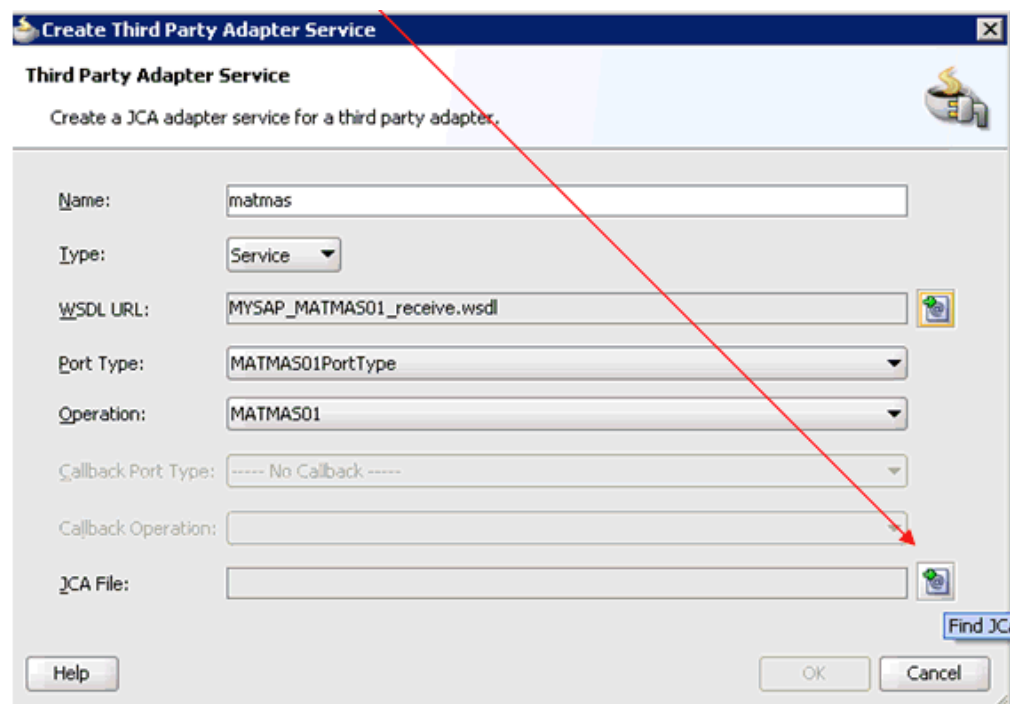 Create Third Party Adapter Service
Third Party Adapter Service
Create a JCA adapter service for a third party adapter.
Name: matmas
Type: Service
WSDL URL: MYSAP_MATMAS01_receive.wsdl
Port Type: MATMAS01PortType
Operation: MATMAS01
Callback Port Type: ----- No Callback -----
Callback Operation:
JCA File:
Find JCA
Help OK Cancel